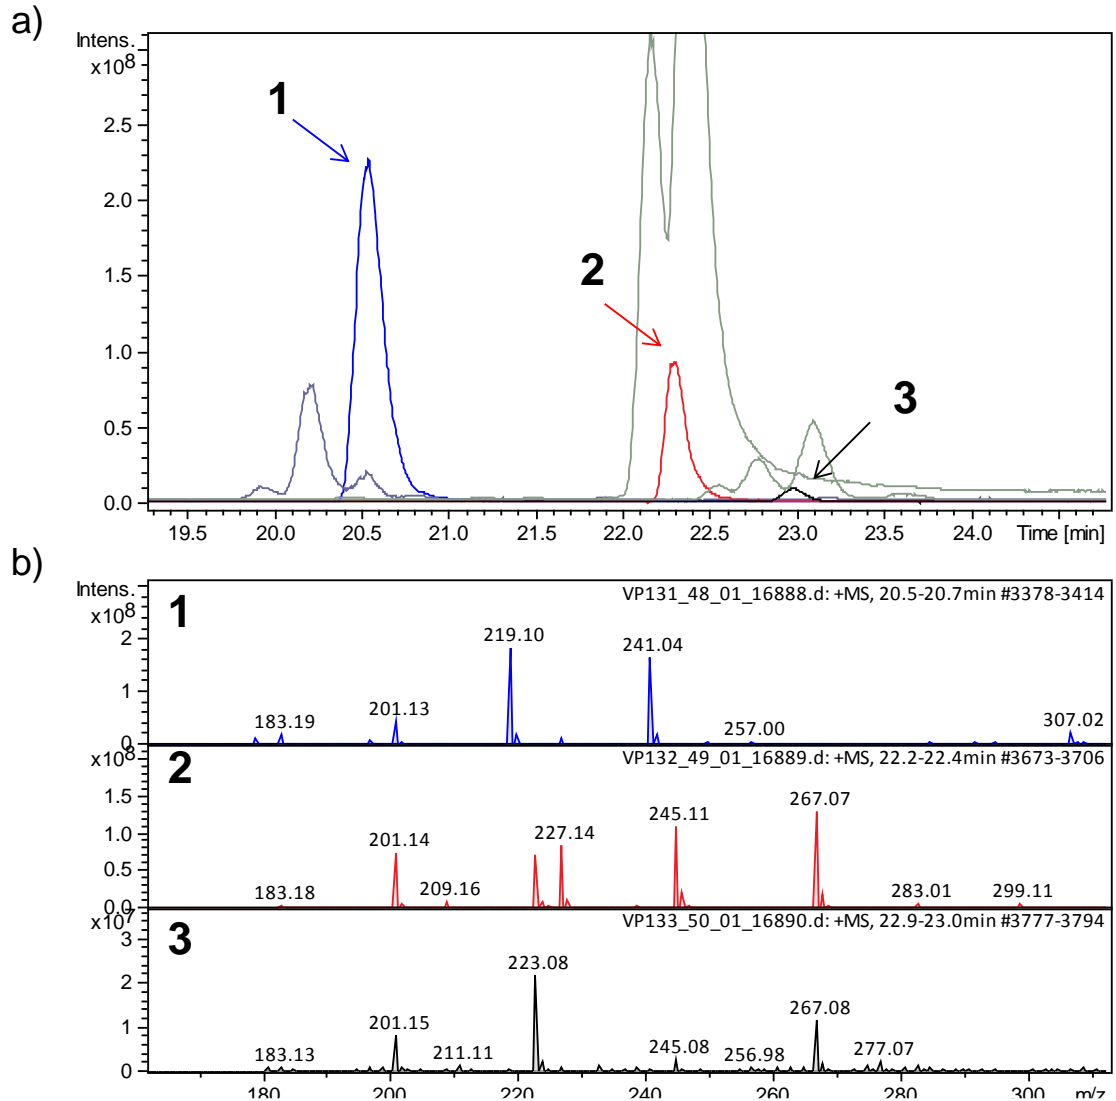 a)
Intens.
x10^8
2.5
2.0
1.5
1.0
0.5
0.0
1
2
3
19.5 20.0 20.5 21.0 21.5 22.0 22.5 23.0 23.5 24.0 Time [min]
b)
Intens.
x10^8
2
1
0
1
VP131_48_01_16888.d: +MS, 20.5-20.7min #3378-3414
183.19 201.13 219.10 241.04 257.00 307.02
x10^8
1.5
1.0
0.5
0.0
2
VP132_49_01_16889.d: +MS, 22.2-22.4min #3673-3706
183.18 201.14 209.16 227.14 245.11 267.07 283.01 299.11
x10^7
3
2
1
0
3
VP133_50_01_16890.d: +MS, 22.9-23.0min #3777-3794
183.13 201.15 211.11 223.08 245.08 256.98 267.08 277.07
180 200 220 240 260 280 300 m/z